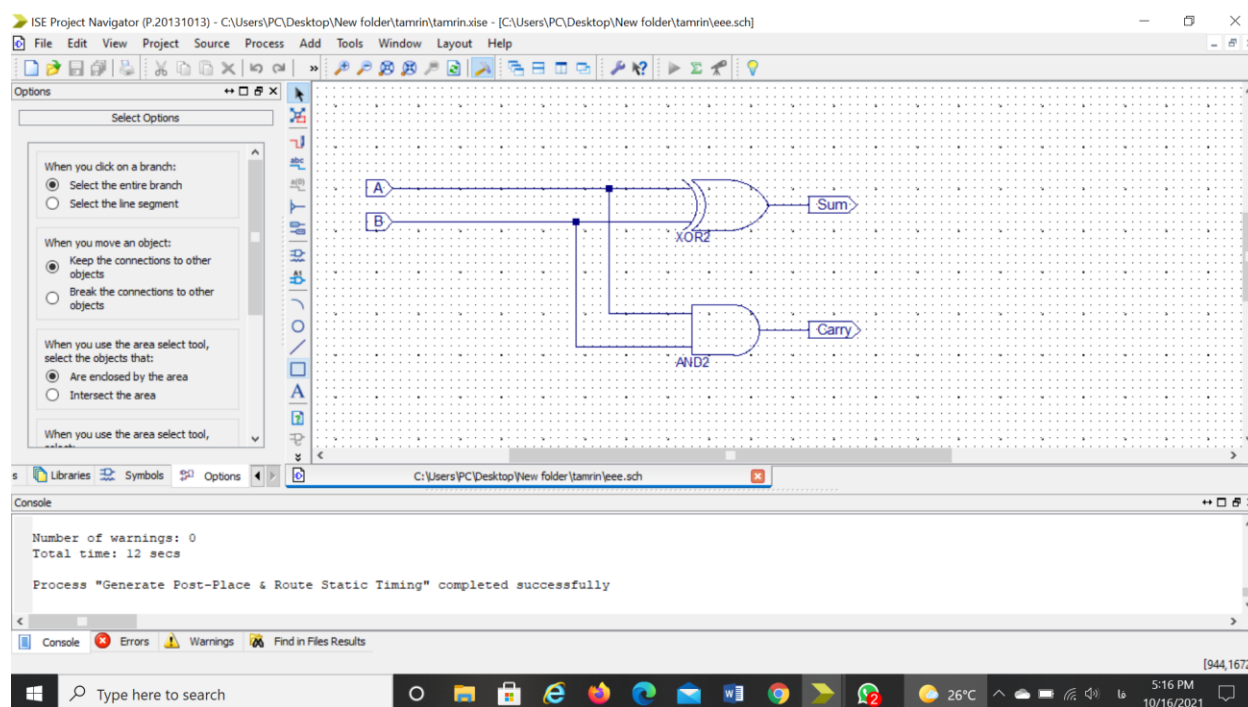 ISE Project Navigator (P.20131013) - C:\Users\PC\Desktop\New folder\tamrin\tamrin.xise - [C:\Users\PC\Desktop\New folder\tamrin\eee.sch]
File Edit View Project Source Process Add Tools Window Layout Help
Options
Select Options
When you click on a branch:
Select the entire branch
Select the line segment
When you move an object:
Keep the connections to other
objects
Break the connections to other
objects
When you use the area select tool,
select the objects that:
Are enclosed by the area
Intersect the area
When you use the area select tool,
A
B
XOR2
Sum
AND2
Carry
s Libraries Symbols Options
C:\Users\PC\Desktop\New folder\tamrin\eee.sch
Console
Number of warnings: 0
Total time: 12 secs
Process "Generate Post-Place & Route Static Timing" completed successfully
Console Errors Warnings Find in Files Results
[944,1672
Type here to search
2
26°C
فا
5:16 PM
10/16/2021